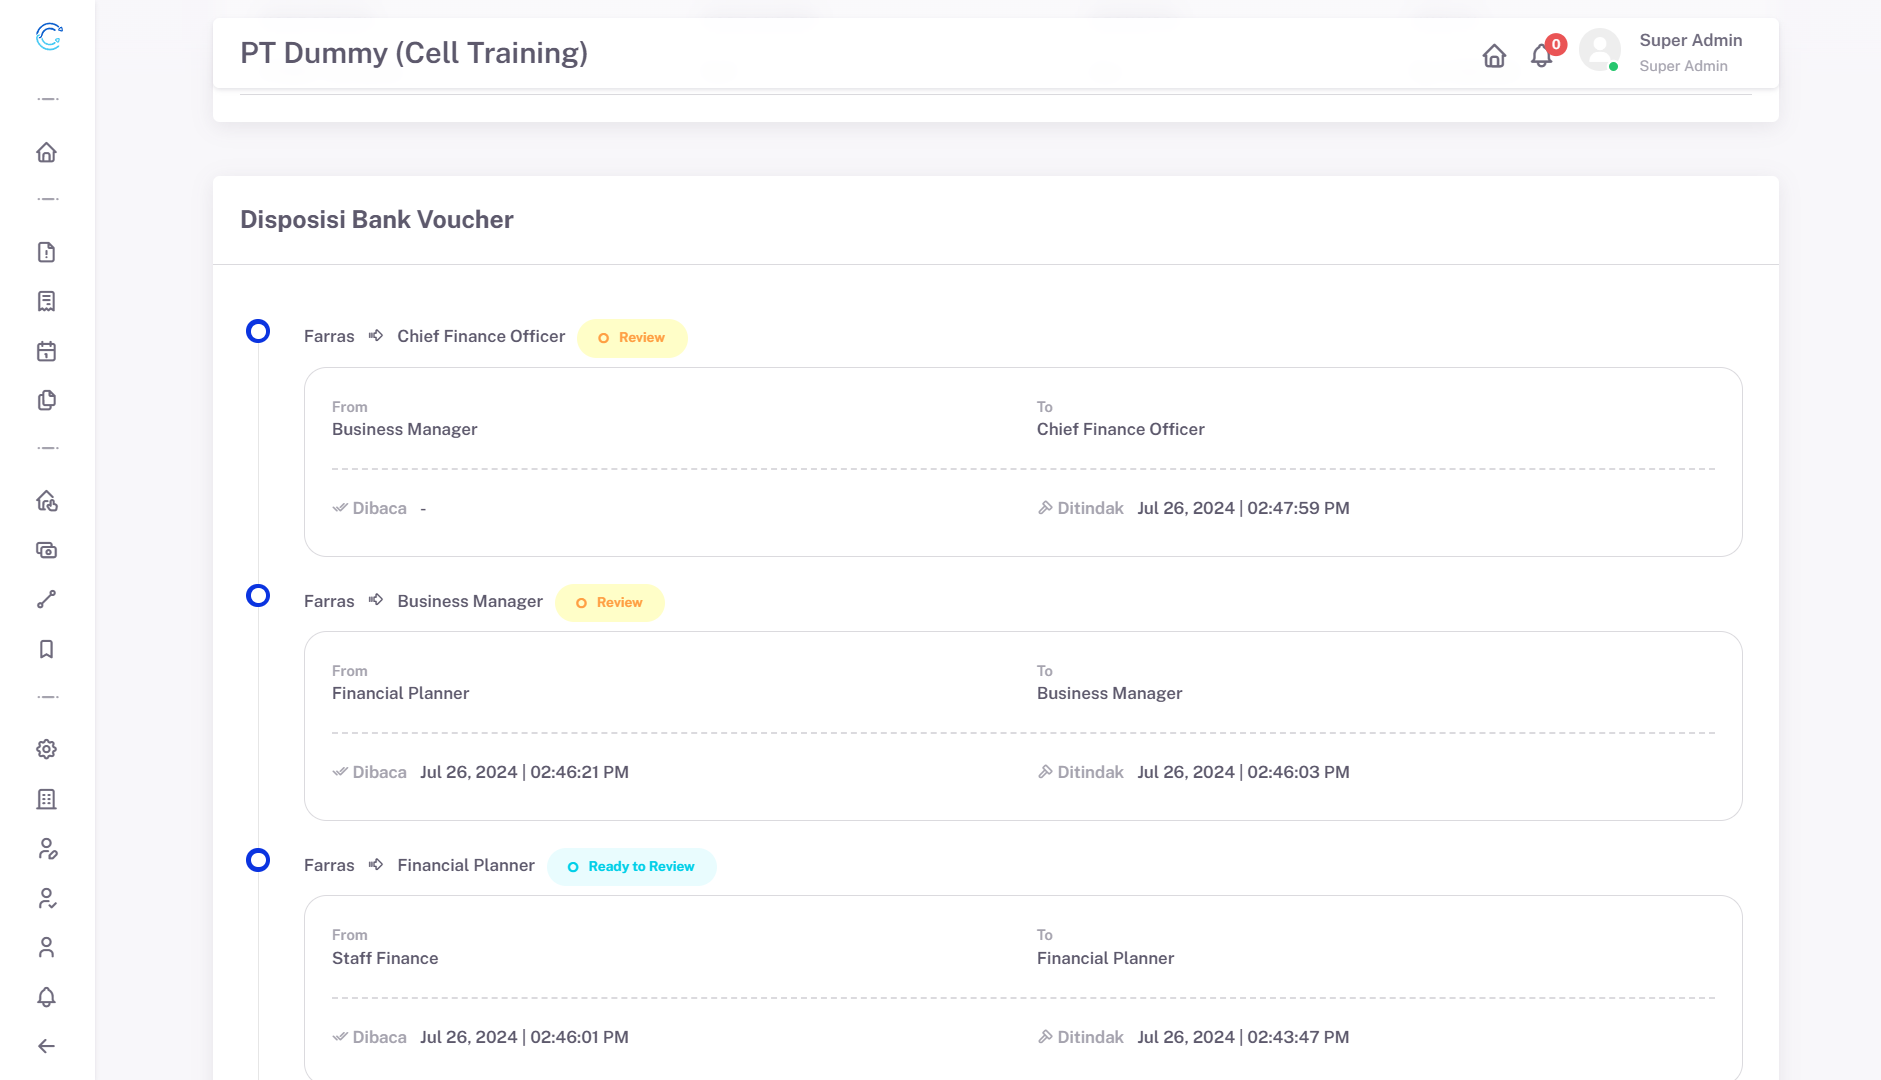 PT Dummy (Cell Training)
0
Super Admin
Super Admin
Disposisi Bank Voucher
Farras Chief Finance Officer Review
From To
Business Manager Chief Finance Officer
Dibaca - Ditindak Jul 26, 2024 | 02:47:59 PM
Farras Business Manager Review
From To
Financial Planner Business Manager
Dibaca Jul 26, 2024 | 02:46:21 PM Ditindak Jul 26, 2024 | 02:46:03 PM
Farras Financial Planner Ready to Review
From To
Staff Finance Financial Planner
Dibaca Jul 26, 2024 | 02:46:01 PM Ditindak Jul 26, 2024 | 02:43:47 PM